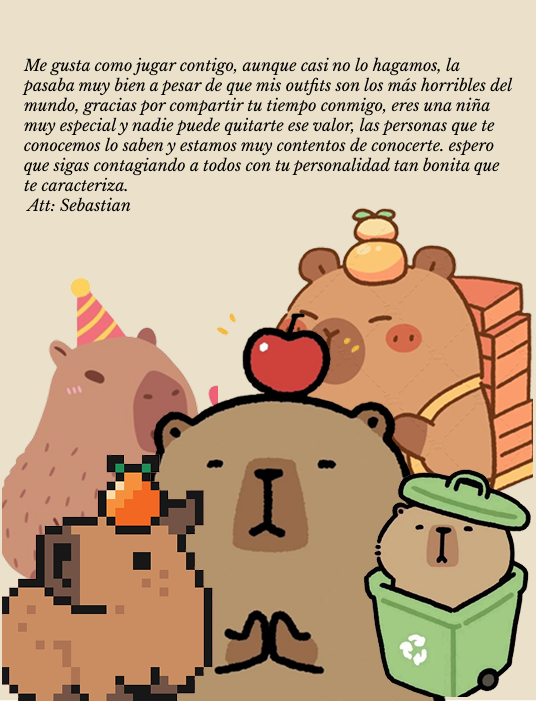 Me gusta como jugar contigo, aunque casi no lo hagamos, la
pasaba muy bien a pesar de que mis outfits son los más horribles del
mundo, gracias por compartir tu tiempo conmigo, eres una niña
muy especial y nadie puede quitarte ese valor, las personas que te
conocemos lo saben y estamos muy contentos de conocerte. espero
que sigas contagiando a todos con tu personalidad tan bonita que
te caracteriza.
Att: Sebastian